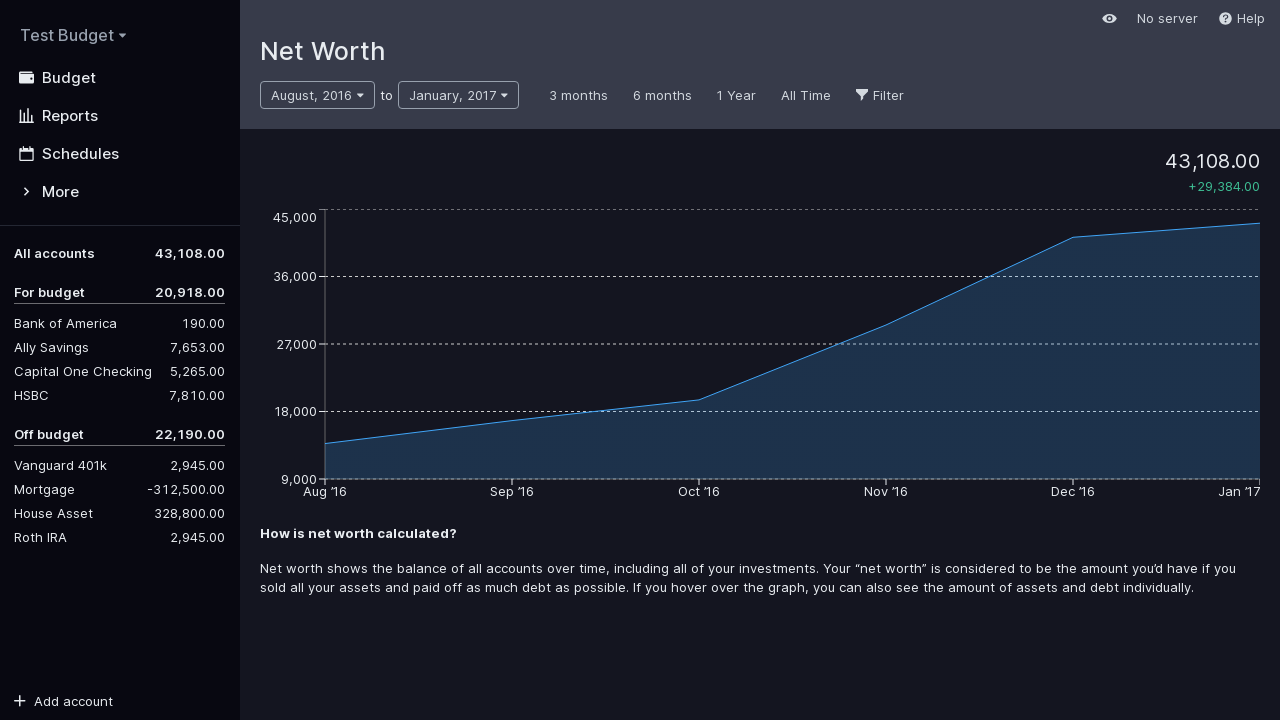 Test Budget
Budget
Reports
Schedules
More
All accounts 43,108.00
For budget 20,918.00
Bank of America 190.00
Ally Savings 7,653.00
Capital One Checking 5,265.00
HSBC 7,810.00
Off budget 22,190.00
Vanguard 401k 2,945.00
Mortgage -312,500.00
House Asset 328,800.00
Roth IRA 2,945.00
Add account
No server Help
Net Worth
August, 2016 to January, 2017 3 months 6 months 1 Year All Time Filter
43,108.00
+29,384.00
45,000
36,000
27,000
18,000
9,000
Aug ’16 Sep ’16 Oct ’16 Nov ’16 Dec ’16 Jan ’17
How is net worth calculated?
Net worth shows the balance of all accounts over time, including all of your investments. Your “net worth” is considered to be the amount you’d have if you
sold all your assets and paid off as much debt as possible. If you hover over the graph, you can also see the amount of assets and debt individually.